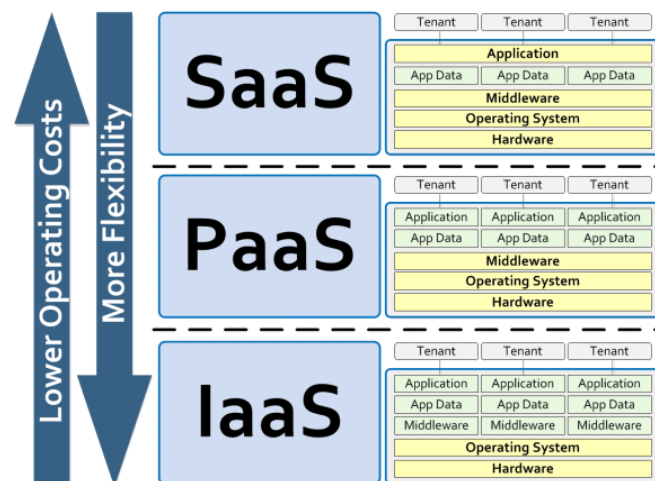 Lower Operating Costs
More Flexibility
SaaS
Tenant Tenant Tenant
Application
App Data App Data App Data
Middleware
Operating System
Hardware
PaaS
Tenant Tenant Tenant
Application Application Application
App Data App Data App Data
Middleware
Operating System
Hardware
IaaS
Tenant Tenant Tenant
Application Application Application
App Data App Data App Data
Middleware Middleware Middleware
Operating System
Hardware